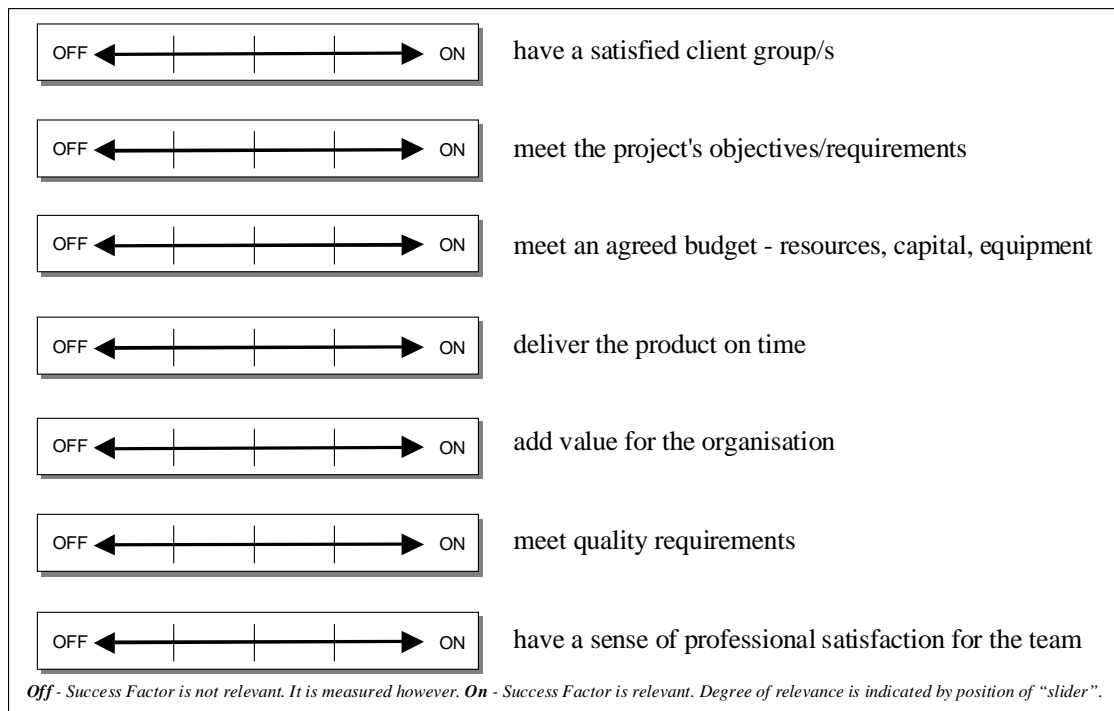 OFF ON have a satisfied client group/s
OFF ON meet the project's objectives/requirements
OFF ON meet an agreed budget - resources, capital, equipment
OFF ON deliver the product on time
OFF ON add value for the organisation
OFF ON meet quality requirements
OFF ON have a sense of professional satisfaction for the team
Off - Success Factor is not relevant. It is measured however. On - Success Factor is relevant. Degree of relevance is indicated by position of “slider”.